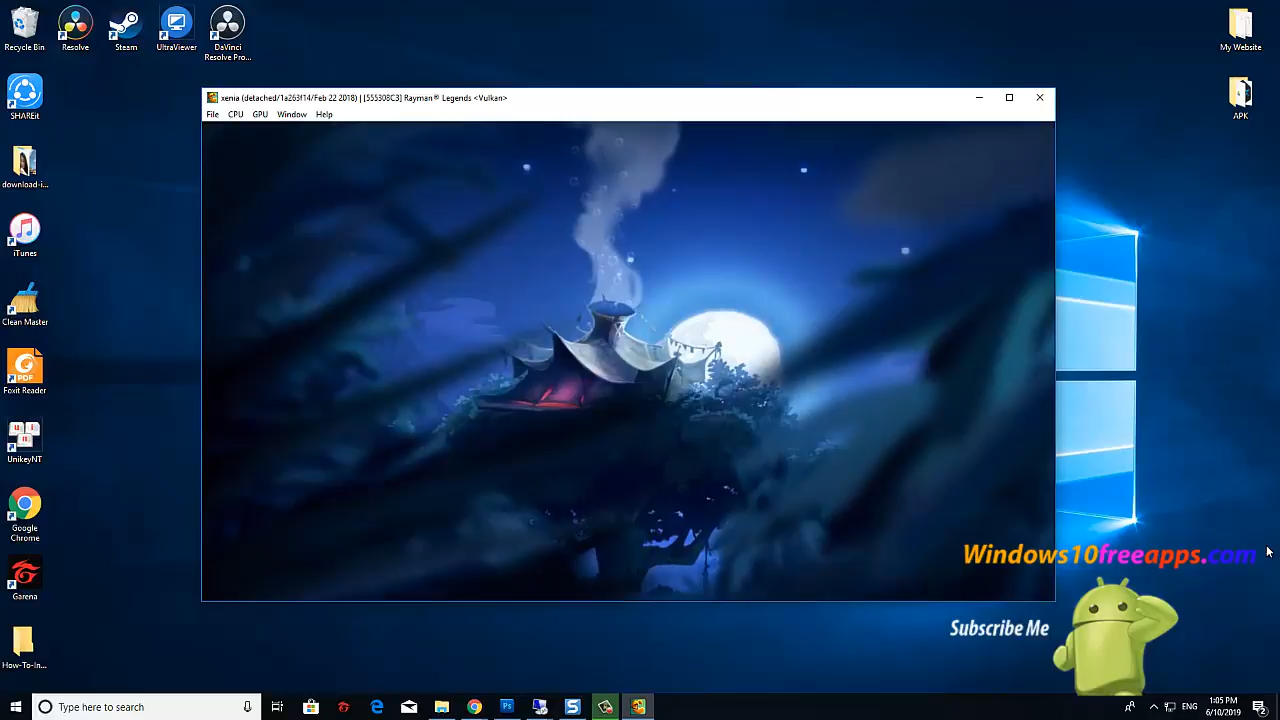 Recycle Bin
Resolve
Steam
UltraViewer
DaVinci
Resolve Pro...
My Website
SHAREit
APK
xenia (detached/1a263f14/Feb 22 2018) | [555308C3] Rayman® Legends <Vulkan>
File CPU GPU Window Help
download-i...
iTunes
Clean Master
PDF
Foxit Reader
UnikeyNT
Google
Chrome
Garena
How-To-In...
Windows10freeapps.com
Subscribe Me
Type here to search
ENG
1:05 PM
6/10/2019
2